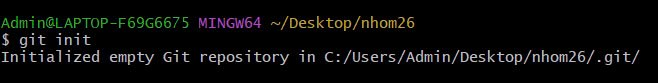 Admin@LAPTOP-F69G6675 MINGW64 ~/Desktop/nhom26
$ git init
Initialized empty Git repository in C:/Users/Admin/Desktop/nhom26/.git/